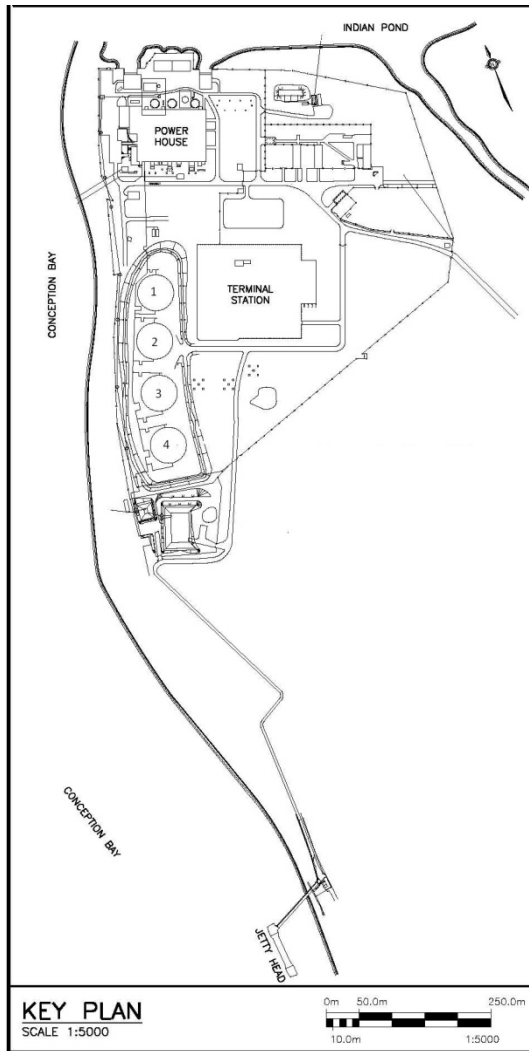 INDIAN POND
POWER
HOUSE
CONCEPTION BAY
TERMINAL
STATION
1
2
3
4
CONCEPTION BAY
JETTY HEAD
KEY PLAN
SCALE 1:5000
0m 50.0m 250.0m
10.0m 1:5000